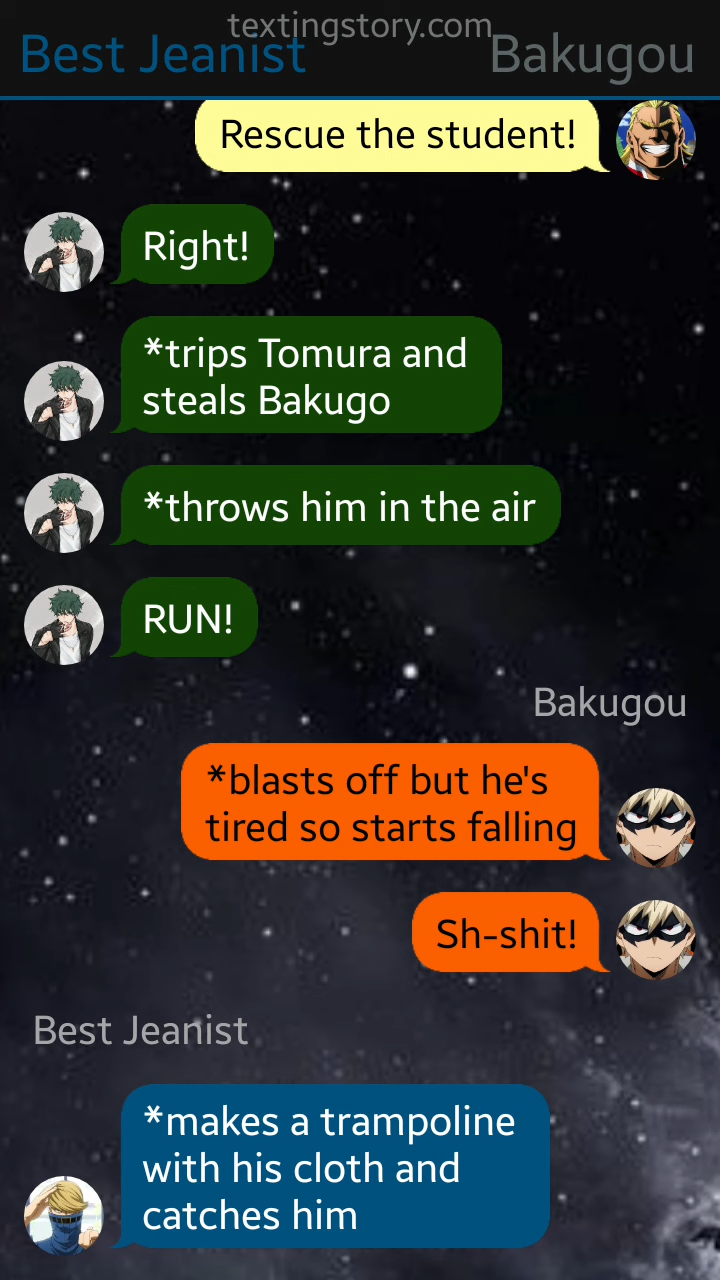 textingstory.com
Best Jeanist
Bakugou
Rescue the student!
Right!
*trips Tomura and
steals Bakugo
*throws him in the air
RUN!
Bakugou
*blasts off but he's
tired so starts falling
Sh-shit!
Best Jeanist
*makes a trampoline
with his cloth and
catches him